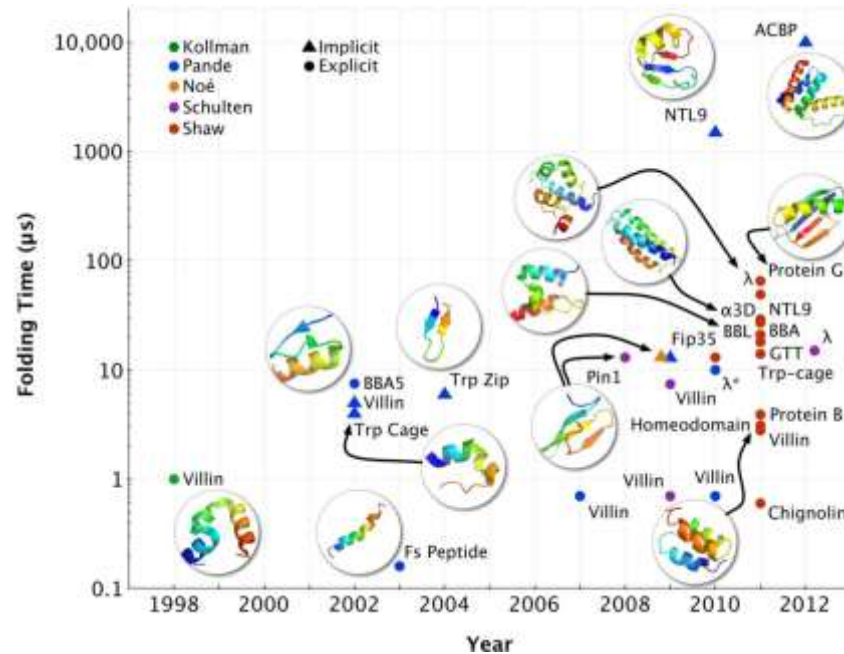 10,000
1000
100
10
1
0.1
Folding Time (µs)
Kollman
Pande
Noé
Schulten
Shaw
Implicit
Explicit
ACBP
NTL9
Protein G
λ
α3D
NTL9
BBL
BBA
Fip35
GTT
λ
Trp-cage
Pin1
λ*
Villin
BBA5
Villin
Trp Cage
Trp Zip
Homeodomain
Protein B
Villin
Villin
Villin
Villin
Villin
Chignolin
Fs Peptide
1998
2000
2002
2004
2006
2008
2010
2012
Year